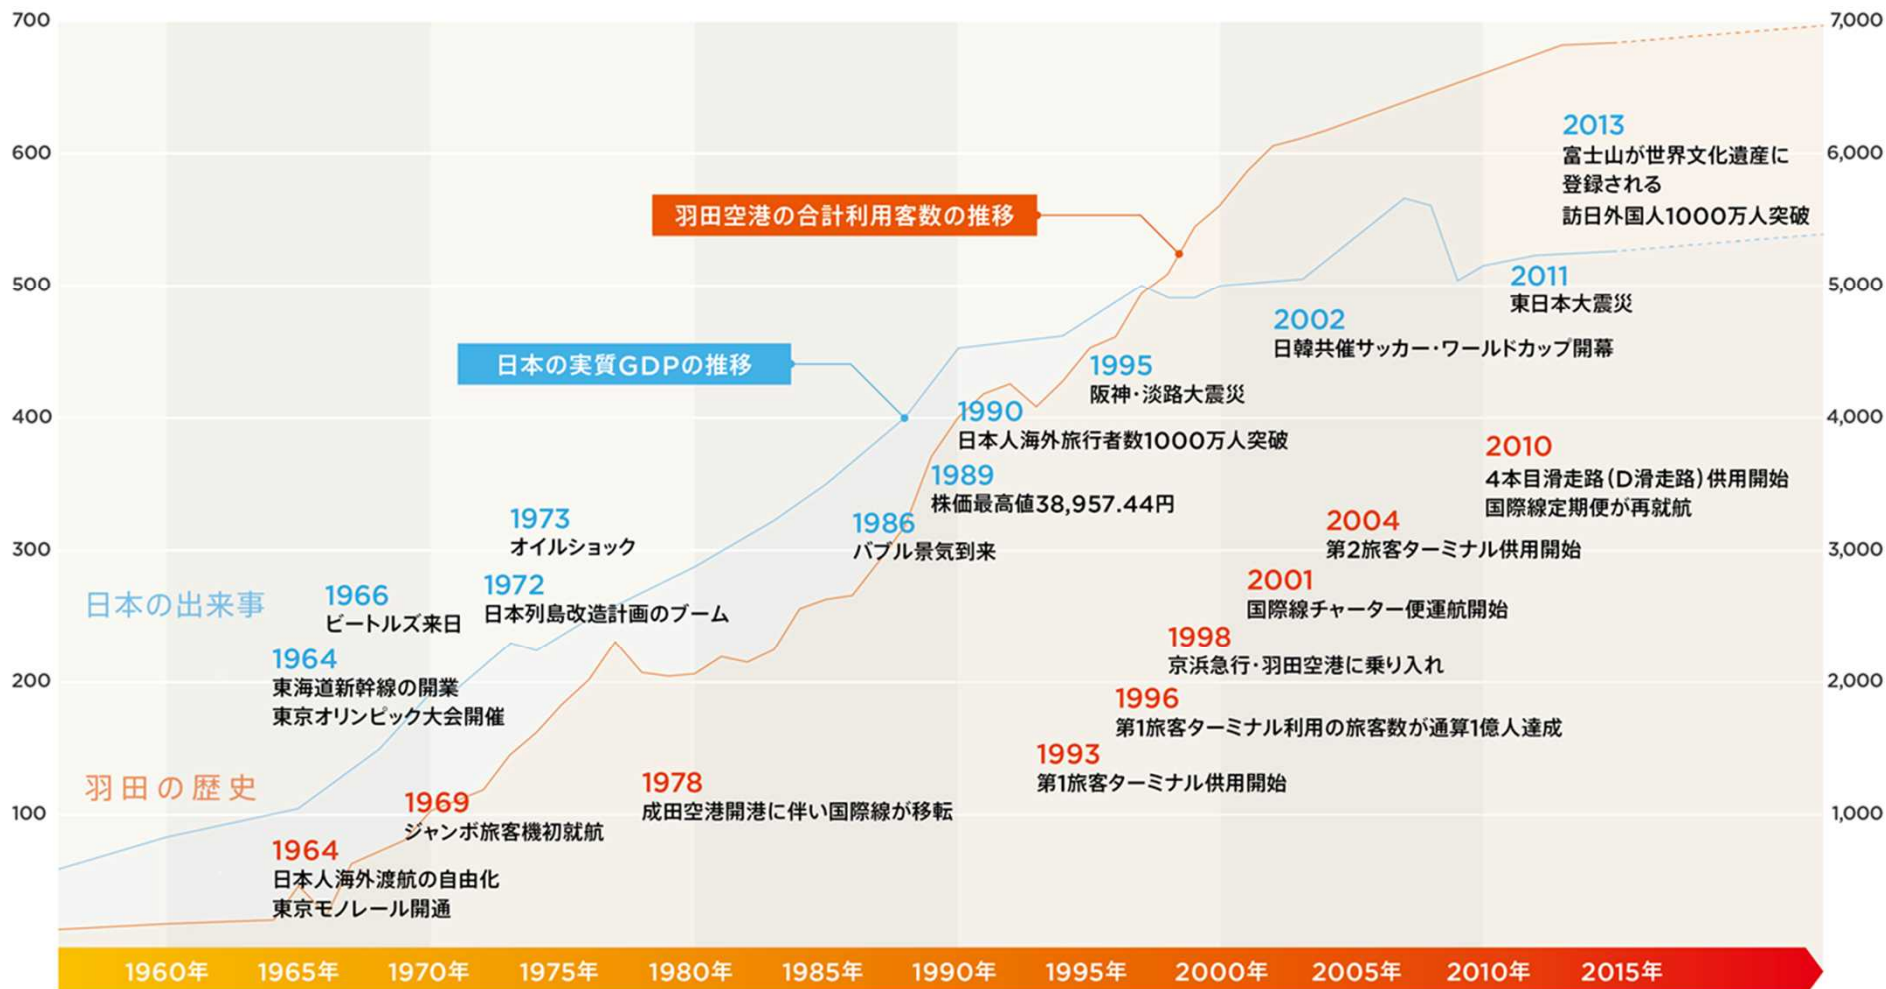 700
600
500
400
300
200
100
7,000
6,000
5,000
4,000
3,000
2,000
1,000
羽田空港の合計利用客数の推移
日本の実質GDPの推移
日本の出来事
1964
東海道新幹線の開業
東京オリンピック大会開催
1966
ビートルズ来日
1972
日本列島改造計画のブーム
1973
オイルショック
1986
バブル景気到来
1989
株価最高値38,957.44円
1990
日本人海外旅行者数1000万人突破
1995
阪神・淡路大震災
2002
日韓共催サッカー・ワールドカップ開幕
2011
東日本大震災
2013
富士山が世界文化遺産に
登録される
訪日外国人1000万人突破
羽田の歴史
1964
日本人海外渡航の自由化
東京モノレール開通
1969
ジャンボ旅客機初就航
1978
成田空港開港に伴い国際線が移転
1993
第1旅客ターミナル供用開始
1996
第1旅客ターミナル利用の旅客数が通算1億人達成
1998
京浜急行・羽田空港に乗り入れ
2001
国際線チャーター便運航開始
2004
第2旅客ターミナル供用開始
2010
4本目滑走路(D滑走路)供用開始
国際線定期便が再就航
1960年 1965年 1970年 1975年 1980年 1985年 1990年 1995年 2000年 2005年 2010年 2015年